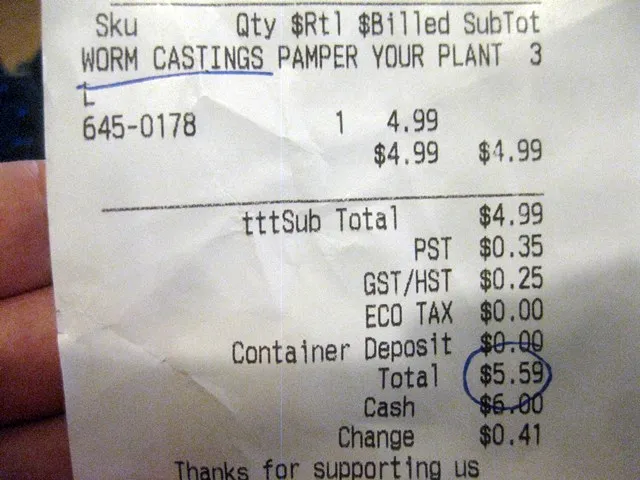 Sku Qty $Rtl $Billed SubTot
WORM CASTINGS PAMPER YOUR PLANT 3
L
645-0178 1 4.99
$4.99 $4.99
tttSub Total $4.99
PST $0.35
GST/HST $0.25
ECO TAX $0.00
Container Deposit $0.00
Total $5.59
Cash $6.00
Change $0.41
Thanks for supporting us